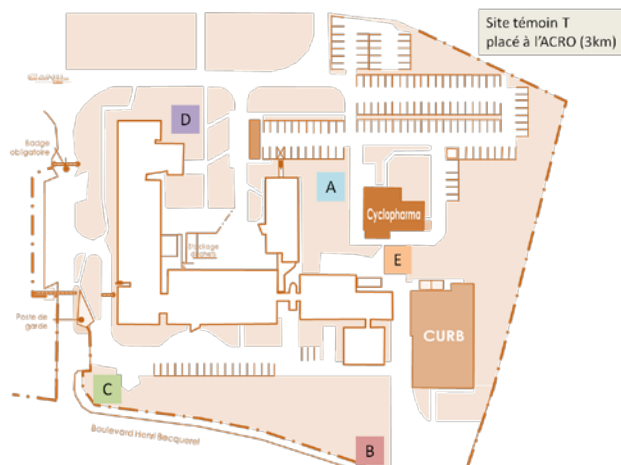 Site témoin T
placé à l'ACRO (3km)
D
Badge
obligatoire
A
Cyclopharma
Stockage
E
Poste de
garde
CURB
C
Boulevard Henri Becquerel
B